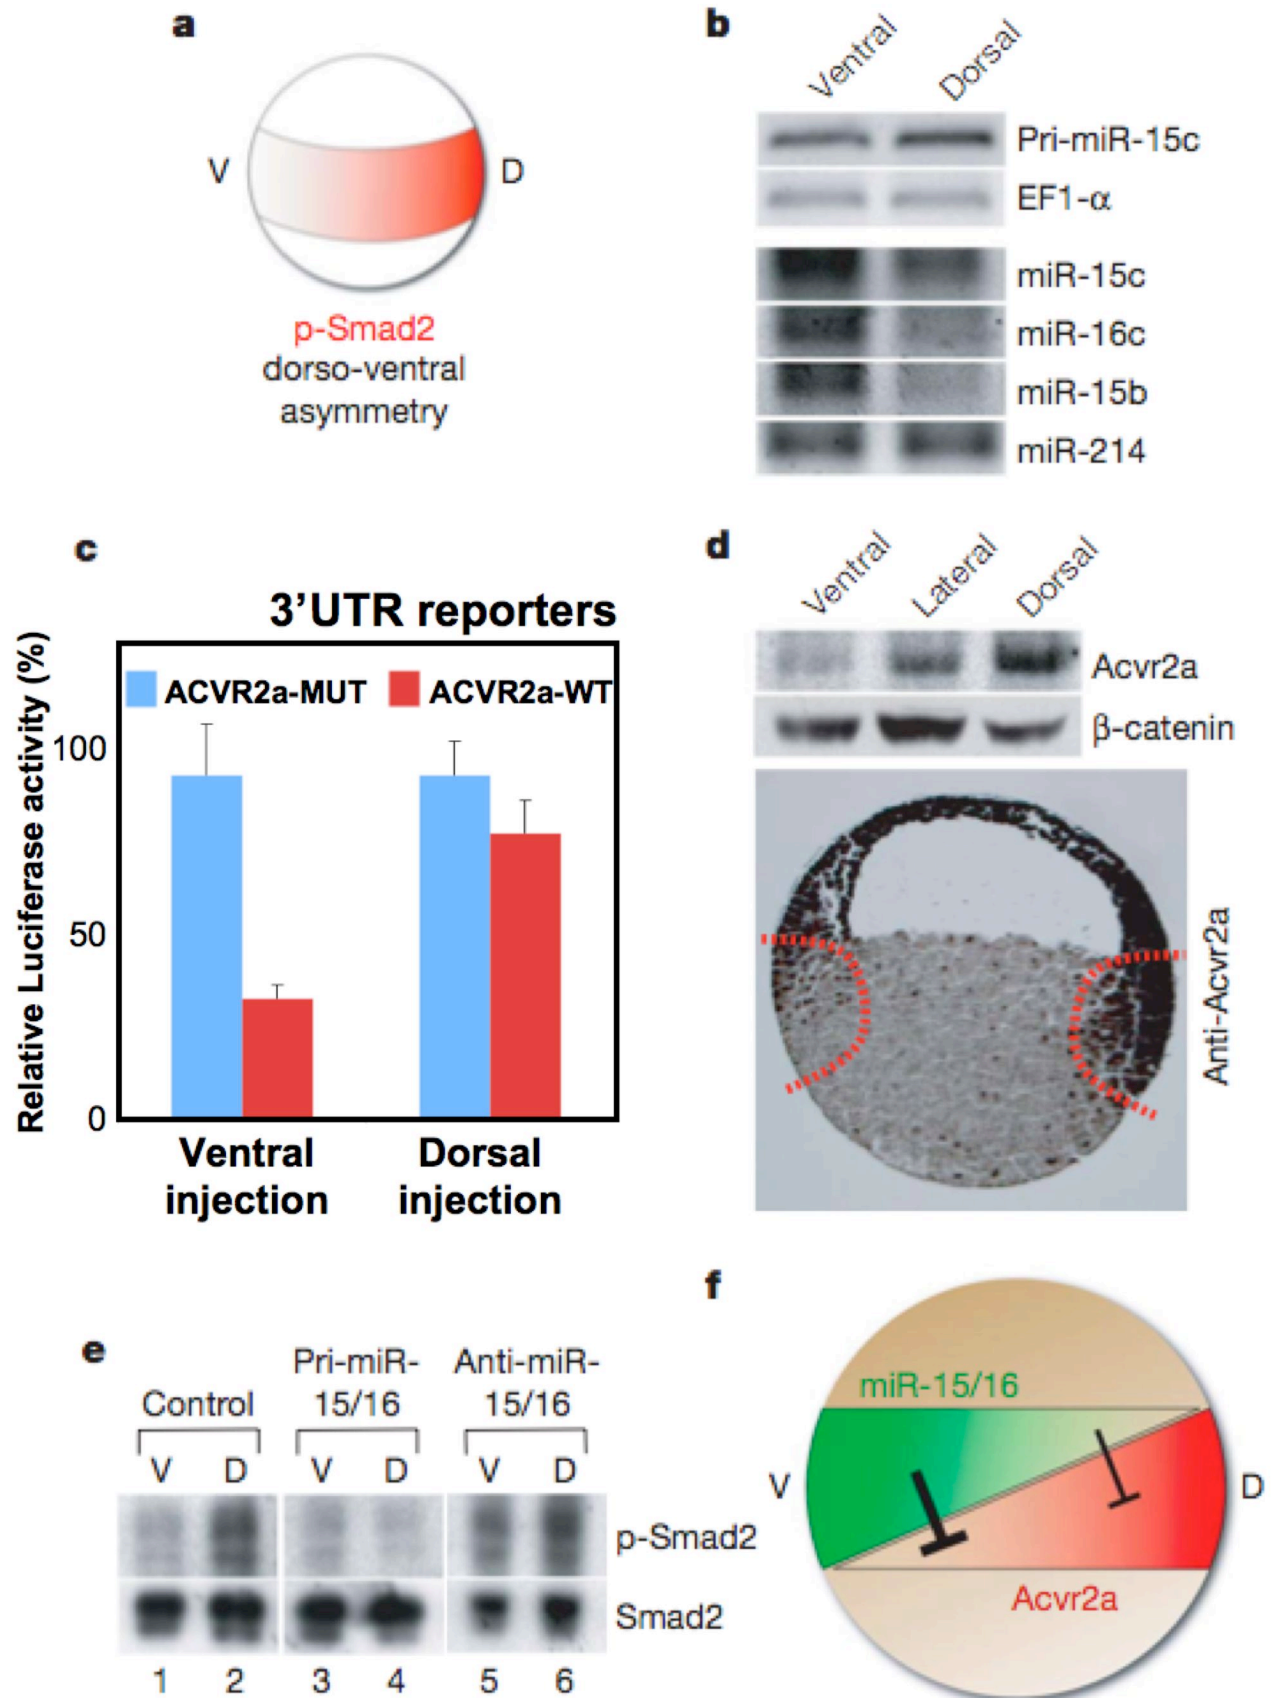 a
V
D
p-Smad2
dorso-ventral
asymmetry
b
Ventral
Dorsal
Pri-miR-15c
EF1-α
miR-15c
miR-16c
miR-15b
miR-214
c
3’UTR reporters
ACVR2a-MUT
ACVR2a-WT
Relative Luciferase activity (%)
100
50
0
Ventral
injection
Dorsal
injection
d
Ventral
Lateral
Dorsal
Acvr2a
β-catenin
Anti-Acvr2a
e
Control
Pri-miR-
15/16
Anti-miR-
15/16
V D V D V D
p-Smad2
Smad2
1 2 3 4 5 6
f
miR-15/16
V
D
Acvr2a